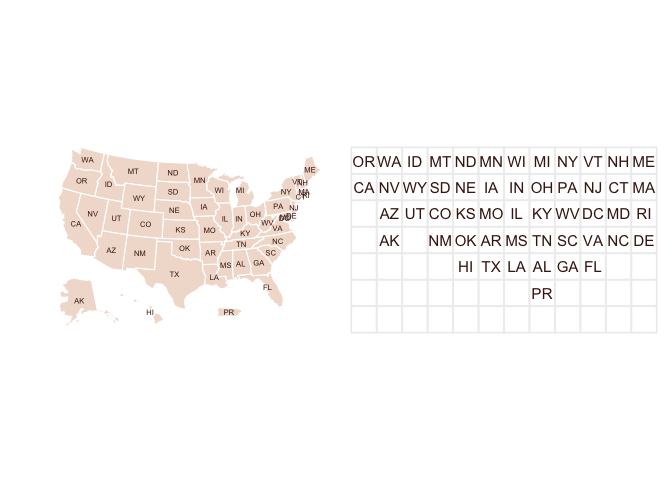 WA
ME
MT
ND
OR
MN
ID
SD
WI
MI
NY
WY
IA
NE
PA
NJ
NV
OH
IL
IN
UT
CO
CA
KS
MO
WV
VA
KY
NC
TN
OK
AZ
NM
AR
SC
MS
AL
GA
TX
LA
FL
AK
HI
PR
VT
NH
MA
RI
CT
MD
DE
DC
OR WA ID MT ND MN WI MI NY VT NH ME
CA NV WY SD NE IA IN OH PA NJ CT MA
AZ UT CO KS MO IL KY WV DC MD RI
AK NM OK AR MS TN SC VA NC DE
HI TX LA AL GA FL
PR